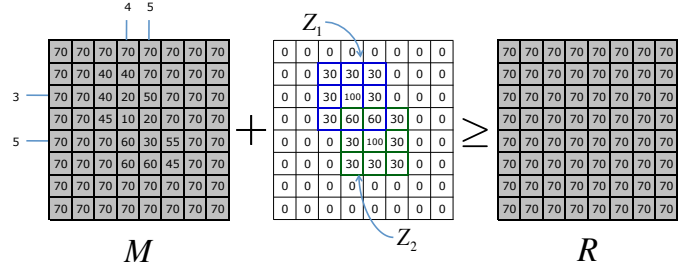 4 5 Z₁
70 70 70 70 70 70 70 70 0 0 0 0 0 0 0 0 70 70 70 70 70 70 70 70
70 70 40 40 70 70 70 70 0 0 30 30 30 0 0 0 70 70 70 70 70 70 70 70
3 70 70 40 20 50 70 70 70 0 0 30 100 30 0 0 0 70 70 70 70 70 70 70 70
70 70 45 10 20 70 70 70 + 0 0 30 60 60 30 0 0 ≥ 70 70 70 70 70 70 70 70
5 70 70 70 60 30 55 70 70 0 0 0 30 100 30 0 0 70 70 70 70 70 70 70 70
70 70 70 60 60 45 70 70 0 0 0 30 30 30 0 0 70 70 70 70 70 70 70 70
70 70 70 70 70 70 70 70 0 0 0 0 0 0 0 0 70 70 70 70 70 70 70 70
70 70 70 70 70 70 70 70 0 0 0 0 0 0 0 0 70 70 70 70 70 70 70 70
M Z₂ R